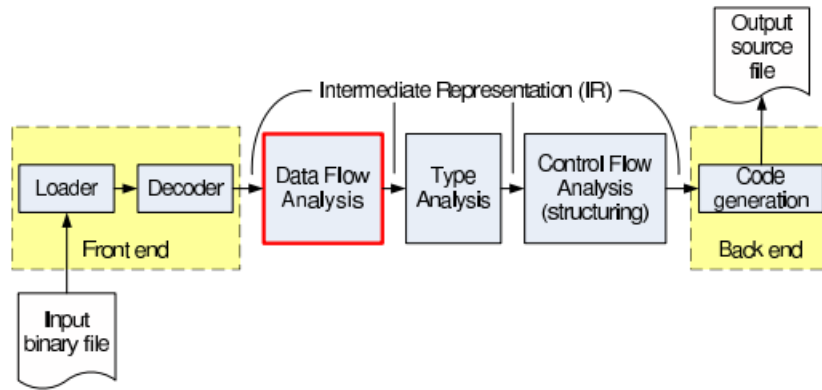 Output
source
file
Intermediate Representation (IR)
Loader
Decoder
Data Flow
Analysis
Type
Analysis
Control Flow
Analysis
(structuring)
Code
generation
Front end
Back end
Input
binary file